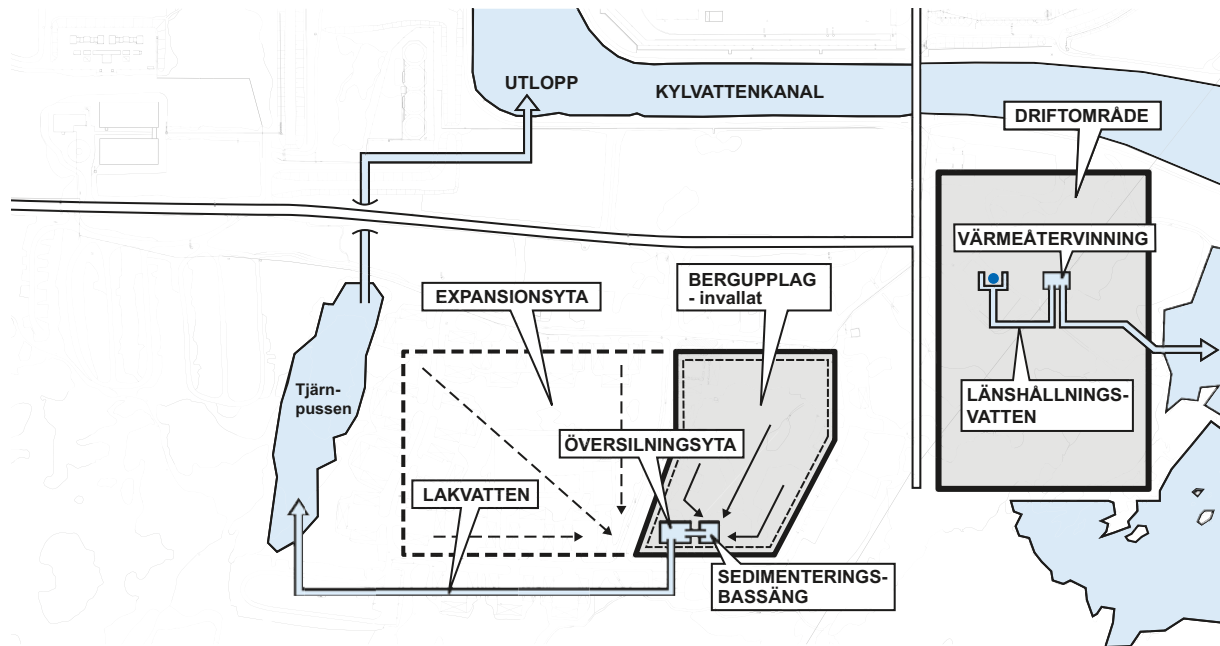 UTLOPP
KYLVATTENKANAL
DRIFTOMRÅDE
VÄRMEÅTERVINNING
BERGUPPLAG
- invallat
EXPANSIONSYTA
Tjärn-
pussen
LÄNSHÅLLNINGS-
VATTEN
ÖVERSILNINGSYTA
LAKVATTEN
SEDIMENTERINGS-
BASSÄNG